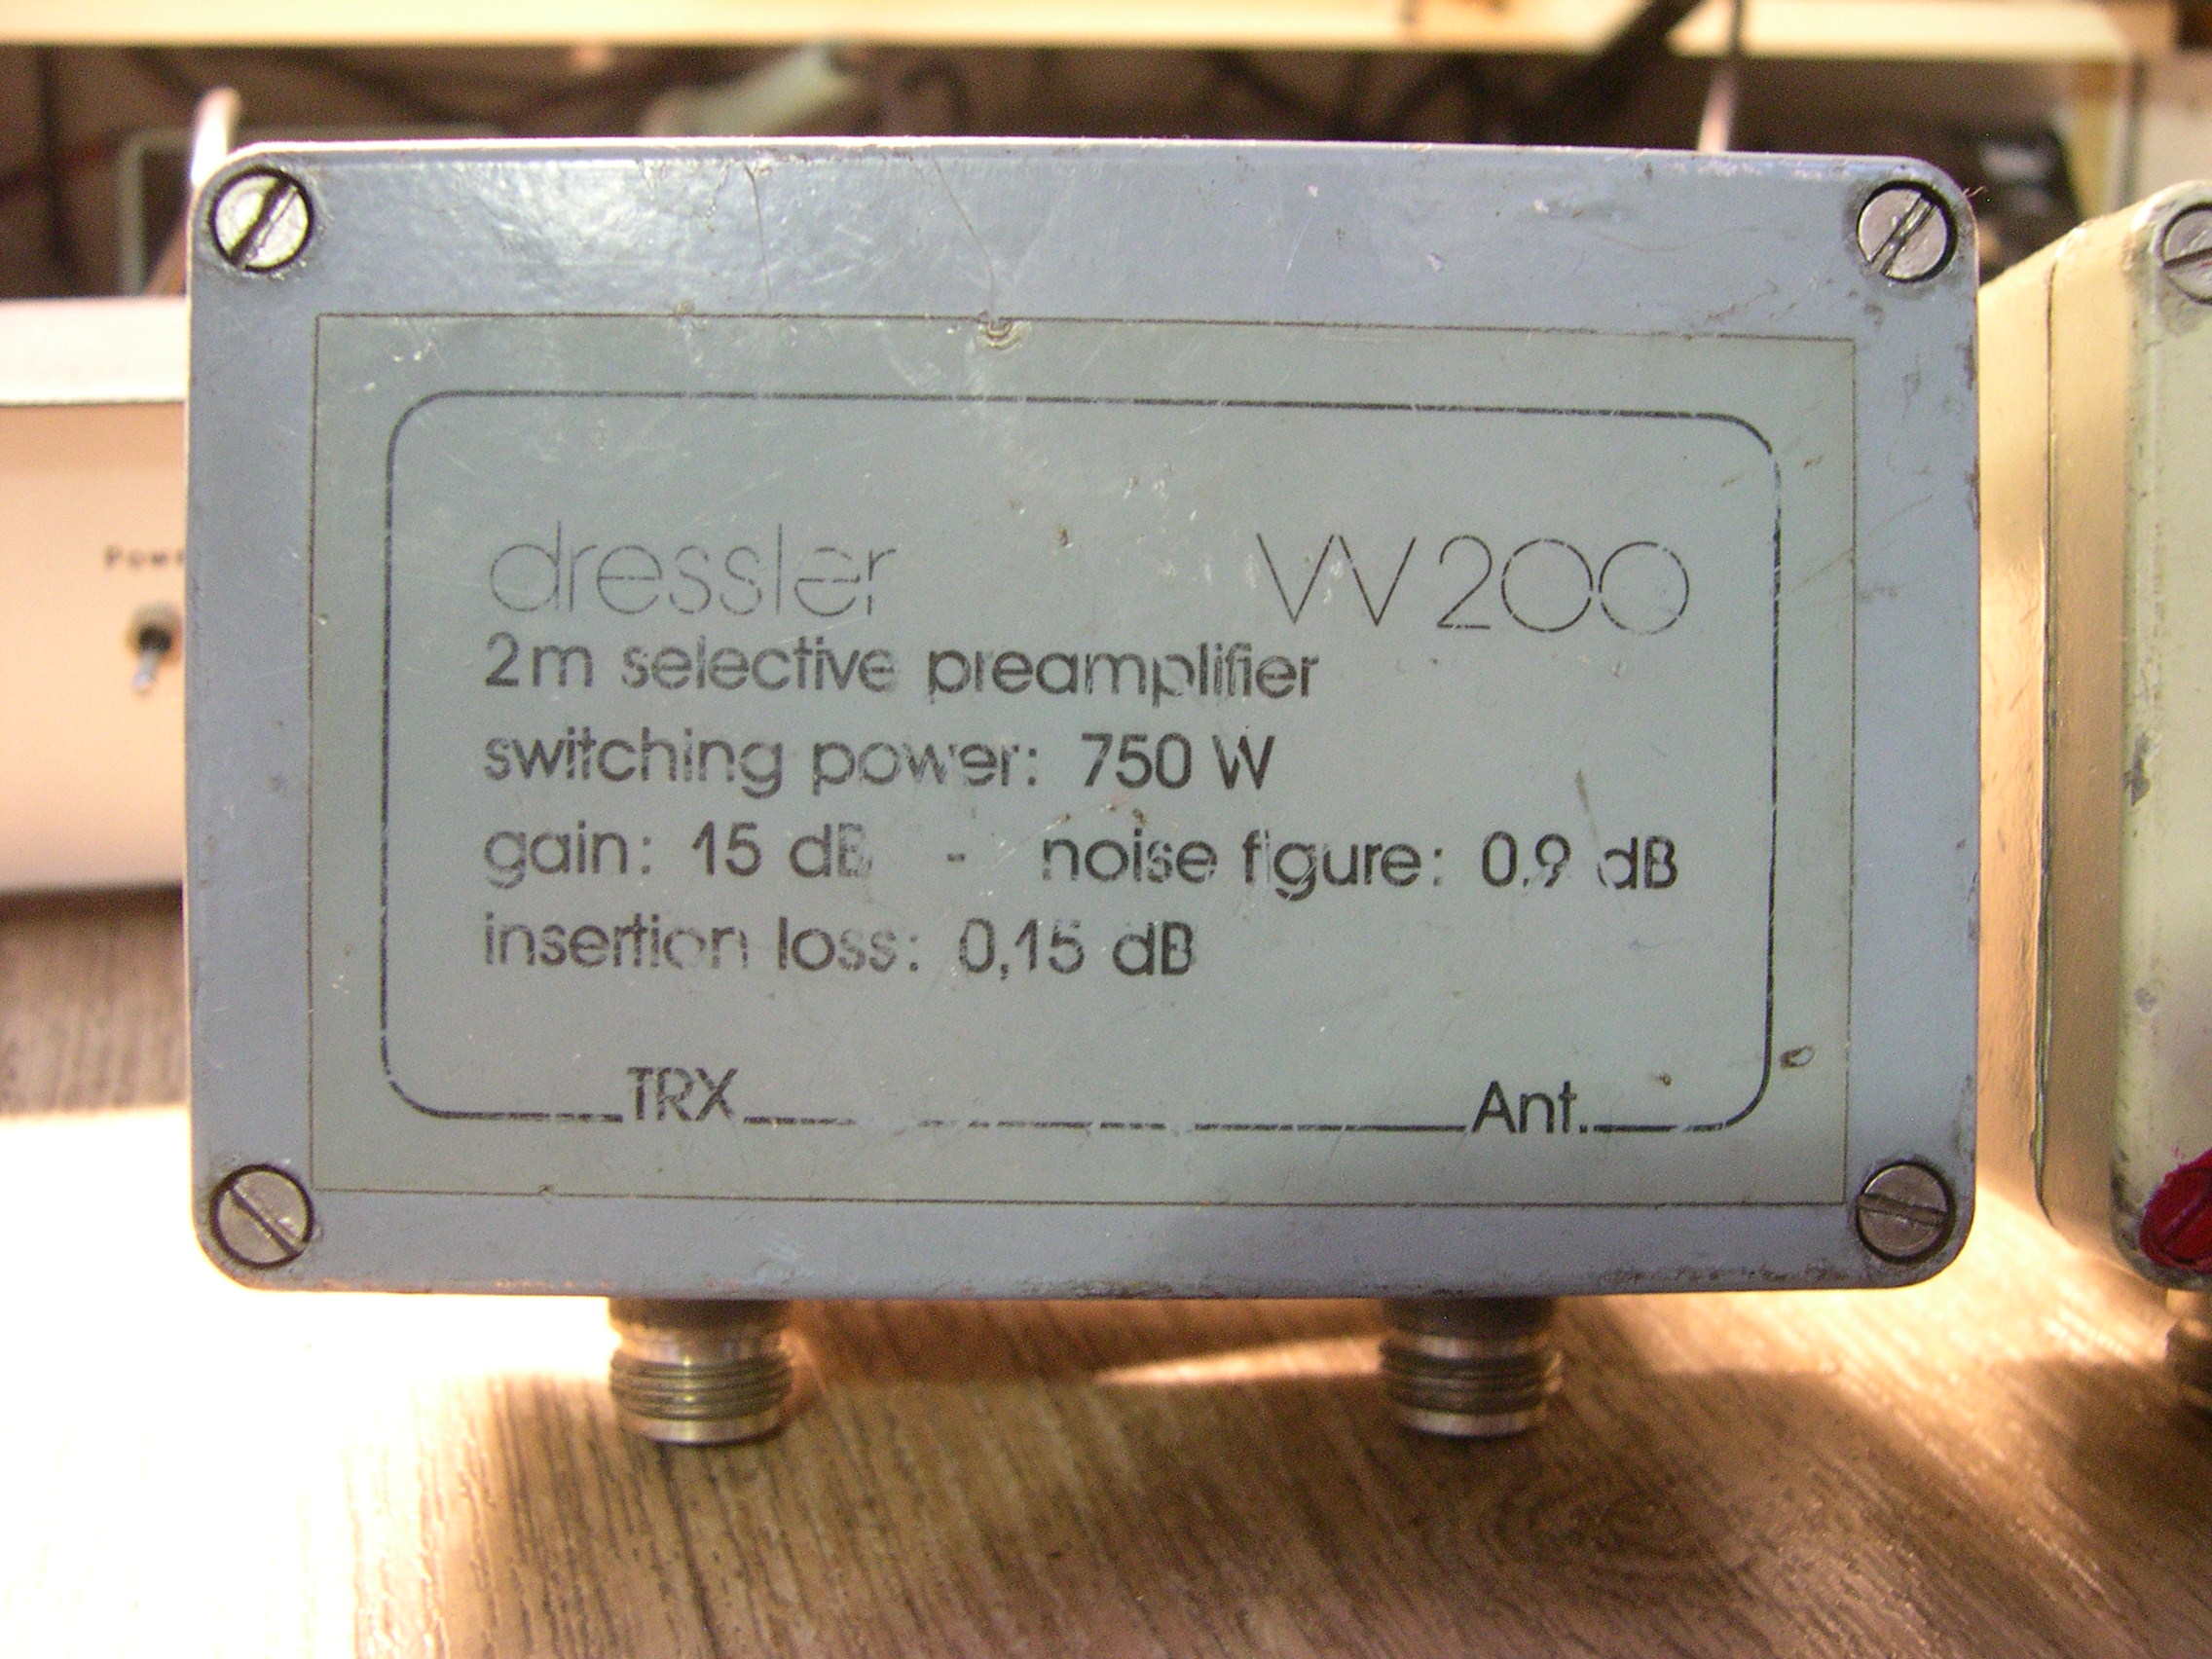 dressler VV200
2m selective preamplifier
switching power: 750 W
gain: 15 dB - noise figure: 0.9 dB
insertion loss: 0,15 dB
TRX Ant.